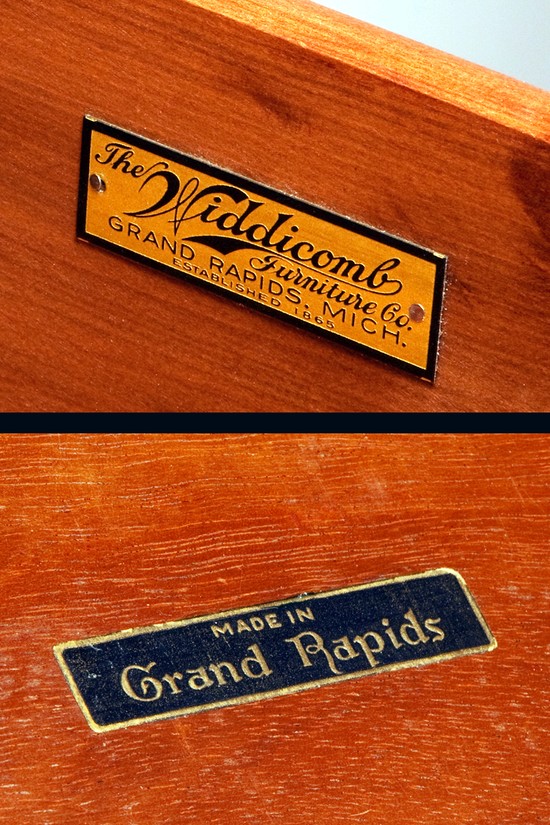 The Widdicomb
Furniture Co.
GRAND RAPIDS, MICH.
ESTABLISHED 1865
MADE IN
Grand Rapids